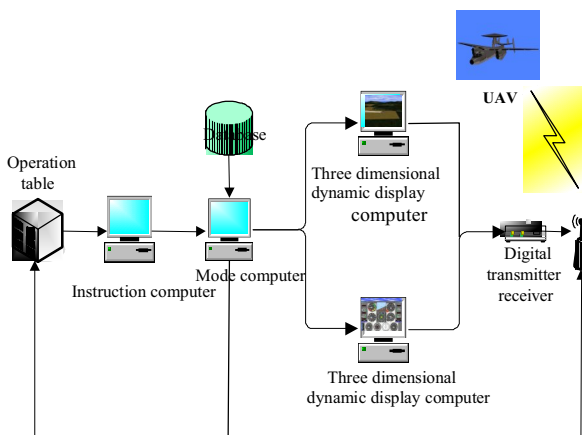 UAV
Database
Operation
table
Three dimensional
dynamic display
computer
Mode computer
Instruction computer
Digital
transmitter
receiver
Three dimensional
dynamic display computer